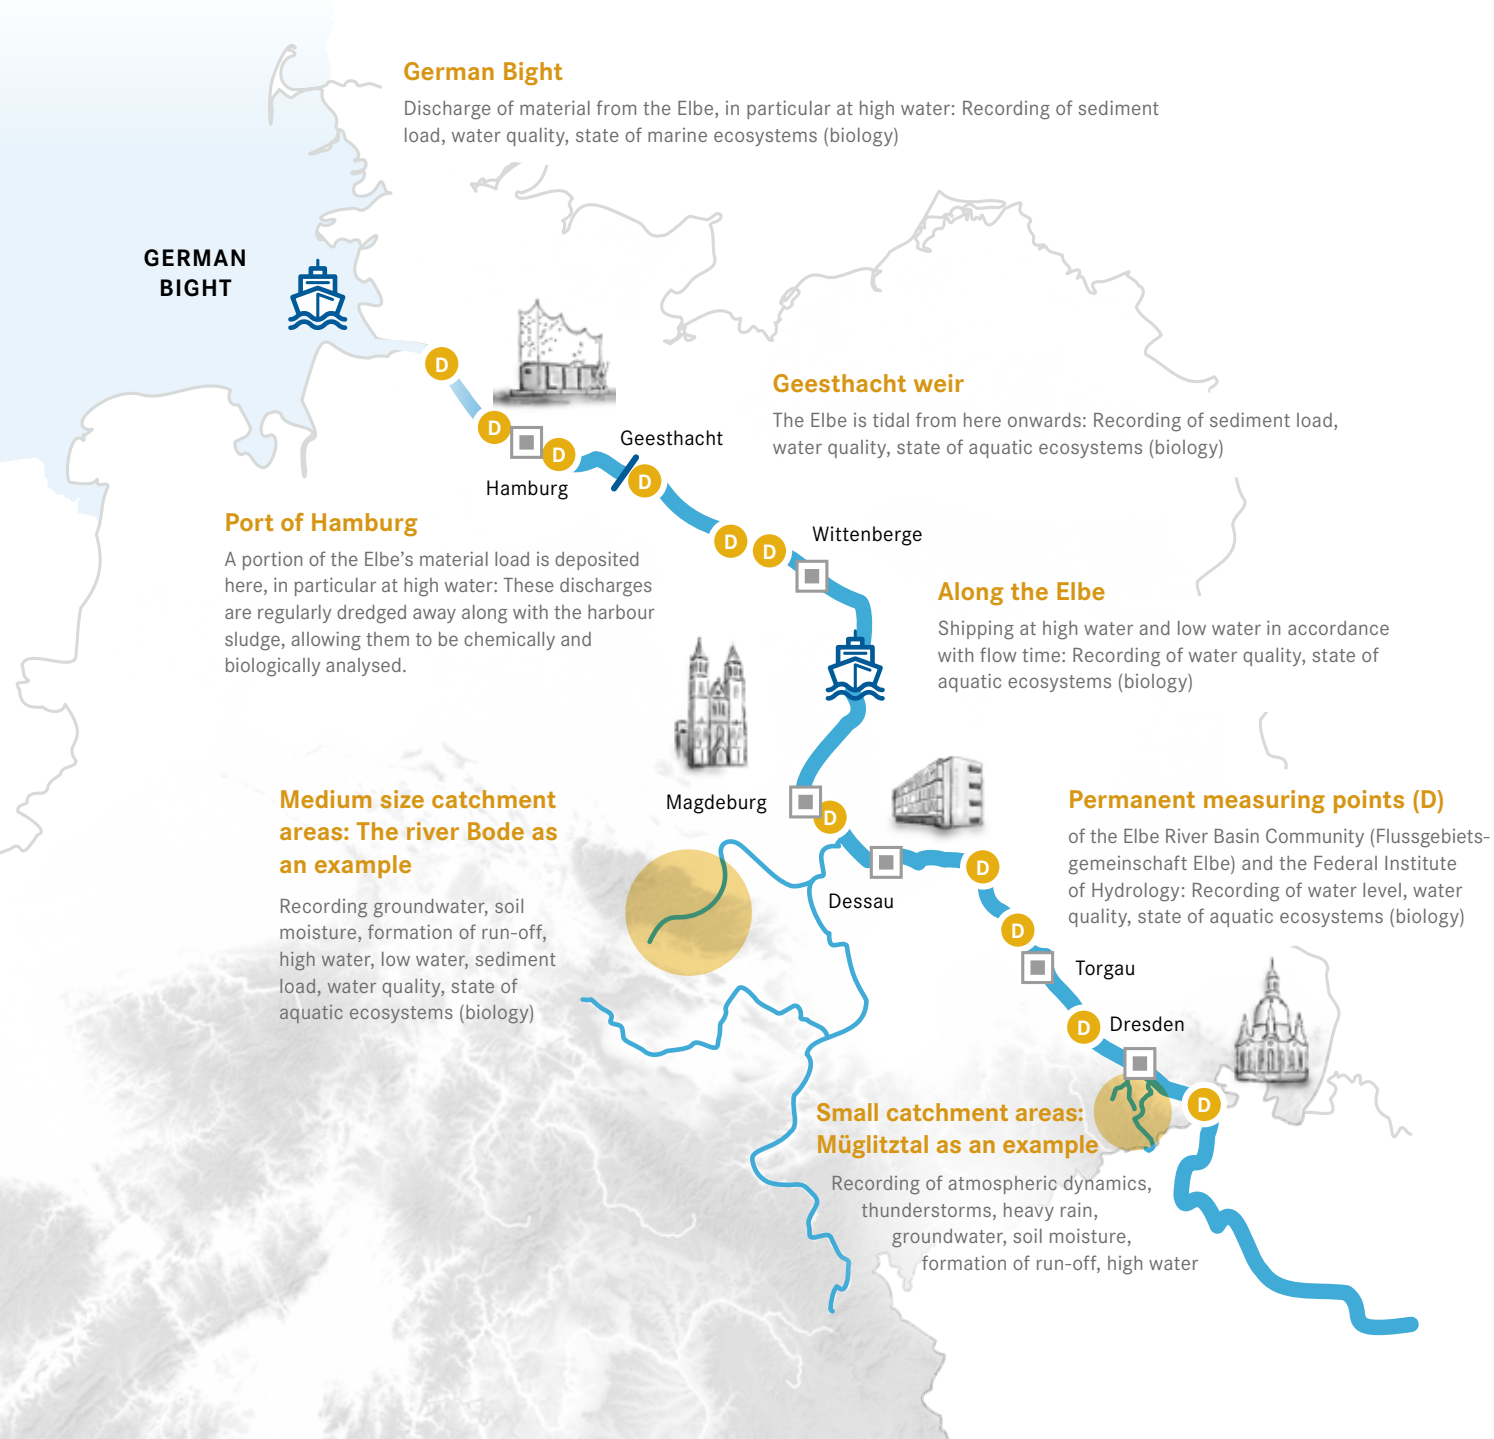 German Bight
Discharge of material from the Elbe, in particular at high water: Recording of sediment
load, water quality, state of marine ecosystems (biology)
GERMAN
BIGHT
D
D
D
Geesthacht
D
Hamburg
Geesthacht weir
The Elbe is tidal from here onwards: Recording of sediment load,
water quality, state of aquatic ecosystems (biology)
Port of Hamburg
A portion of the Elbe’s material load is deposited
here, in particular at high water: These discharges
are regularly dredged away along with the harbour
sludge, allowing them to be chemically and
biologically analysed.
D
D
Wittenberge
Along the Elbe
Shipping at high water and low water in accordance
with flow time: Recording of water quality, state of
aquatic ecosystems (biology)
Medium size catchment
areas: The river Bode as
an example
Recording groundwater, soil
moisture, formation of run-off,
high water, low water, sediment
load, water quality, state of
aquatic ecosystems (biology)
Magdeburg
D
Dessau
D
Permanent measuring points (D)
of the Elbe River Basin Community (Flussgebiets-
gemeinschaft Elbe) and the Federal Institute
of Hydrology: Recording of water level, water
quality, state of aquatic ecosystems (biology)
D
Torgau
D
Dresden
D
Small catchment areas:
Müglitztal as an example
Recording of atmospheric dynamics,
thunderstorms, heavy rain,
groundwater, soil moisture,
formation of run-off, high water